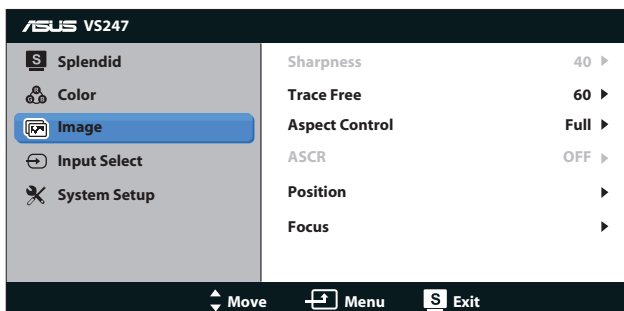 ASUS VS247
S Splendid
Color
Image
Input Select
System Setup
Sharpness 40
Trace Free 60
Aspect Control Full
ASCR OFF
Position
Focus
Move Menu S Exit